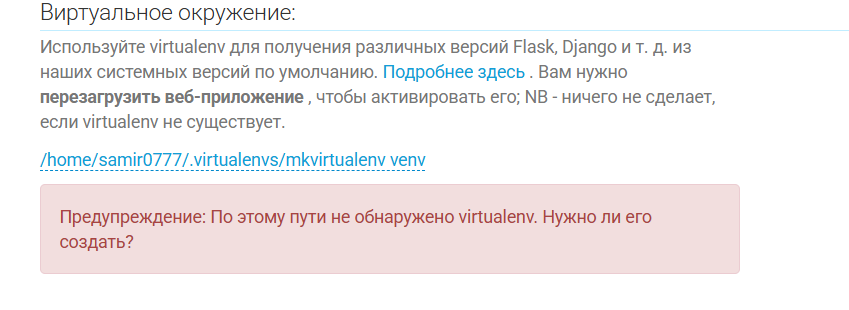 Виртуальное окружение:
Используйте virtualenv для получения различных версий Flask, Django и т. д. из
наших системных версий по умолчанию. Подробнее здесь . Вам нужно
перезагрузить веб-приложение , чтобы активировать его; NB - ничего не сделает,
если virtualenv не существует.
/home/samir0777/.virtualenvs/mkvirtualenv venv
Предупреждение: По этому пути не обнаружено virtualenv. Нужно ли его
создать?